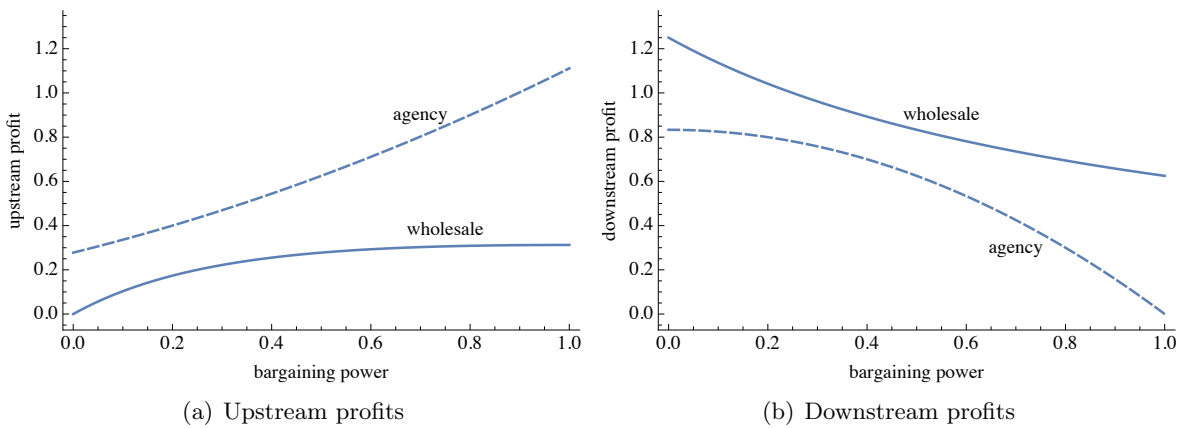 upstream profit
1.2
1.0
0.8
0.6
0.4
0.2
0.0
agency
wholesale
0.0 0.2 0.4 0.6 0.8 1.0
bargaining power
(a) Upstream profits
downstream profit
1.2
1.0
0.8
0.6
0.4
0.2
0.0
wholesale
agency
0.0 0.2 0.4 0.6 0.8 1.0
bargaining power
(b) Downstream profits